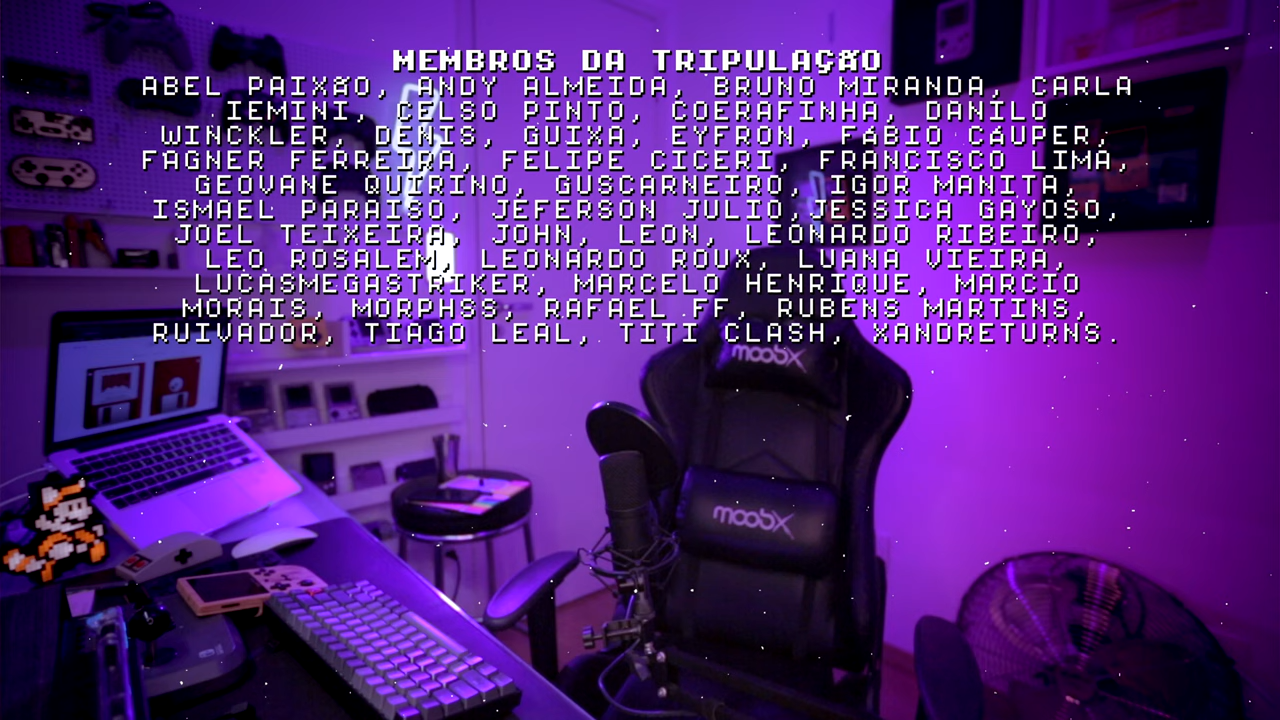 MEMBROS DA TRIPULAÇÃO
ABEL PAIXÃO, ANDY ALMEIDA, BRUNO MIRANDA, CARLA
IEMINI, CELSO PINTO, COERAFINHA, DANILO
WINCKLER, DENIS, GUIXA, EYFRON, FÁBIO CÁUPER,
FAGNER FERREIRA, FELIPE CICERI, FRANCISCO LIMA,
GEOVANE QUIRINO, GUSCARNEIRO, IGOR MANITA,
ISMAEL PARAISO, JEFERSON JULIO,JESSICA GAYOSO,
JOEL TEIXEIRA, JOHN, LEON, LEONARDO RIBEIRO,
LEO ROSALEM, LEONARDO ROUX, LUANA VIEIRA,
LUCASMEGASTRIKER, MARCELO HENRIQUE, MARCIO
MORAIS, MORPHSS, RAFAEL FF, RUBENS MARTINS,
RUIVADOR, TIAGO LEAL, TITI CLASH, XANDRETURNS.
moobX
moobX